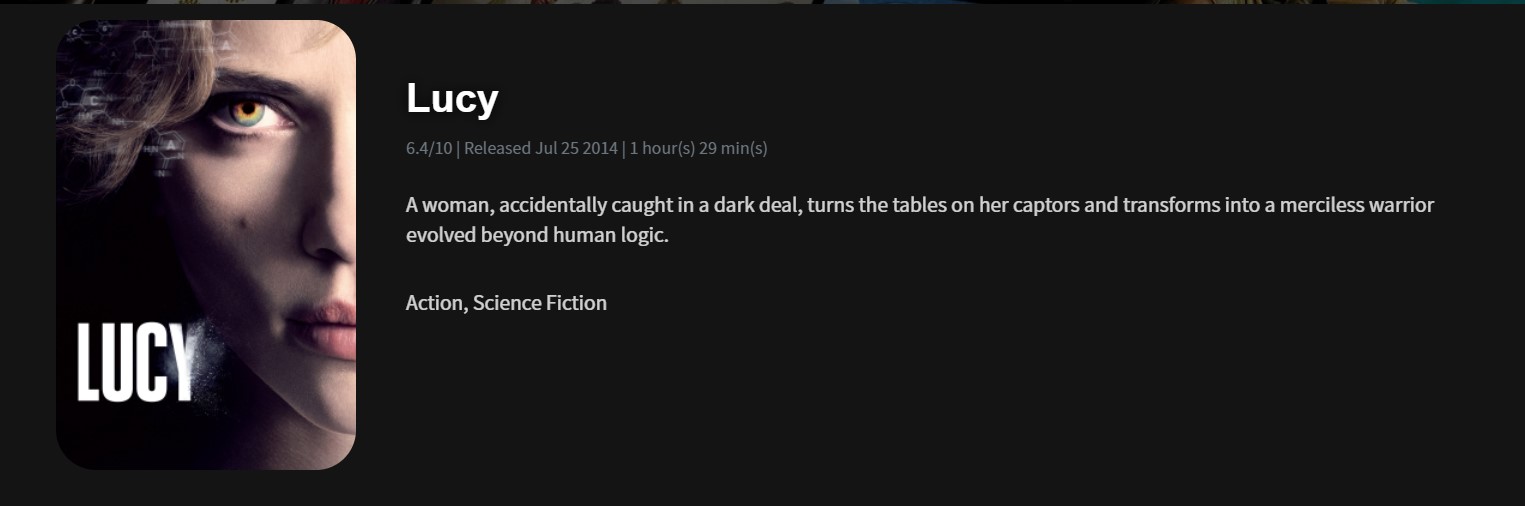 Lucy
6.4/10 | Released Jul 25 2014 | 1 hour(s) 29 min(s)
A woman, accidentally caught in a dark deal, turns the tables on her captors and transforms into a merciless warrior
evolved beyond human logic.
Action, Science Fiction
LUCY